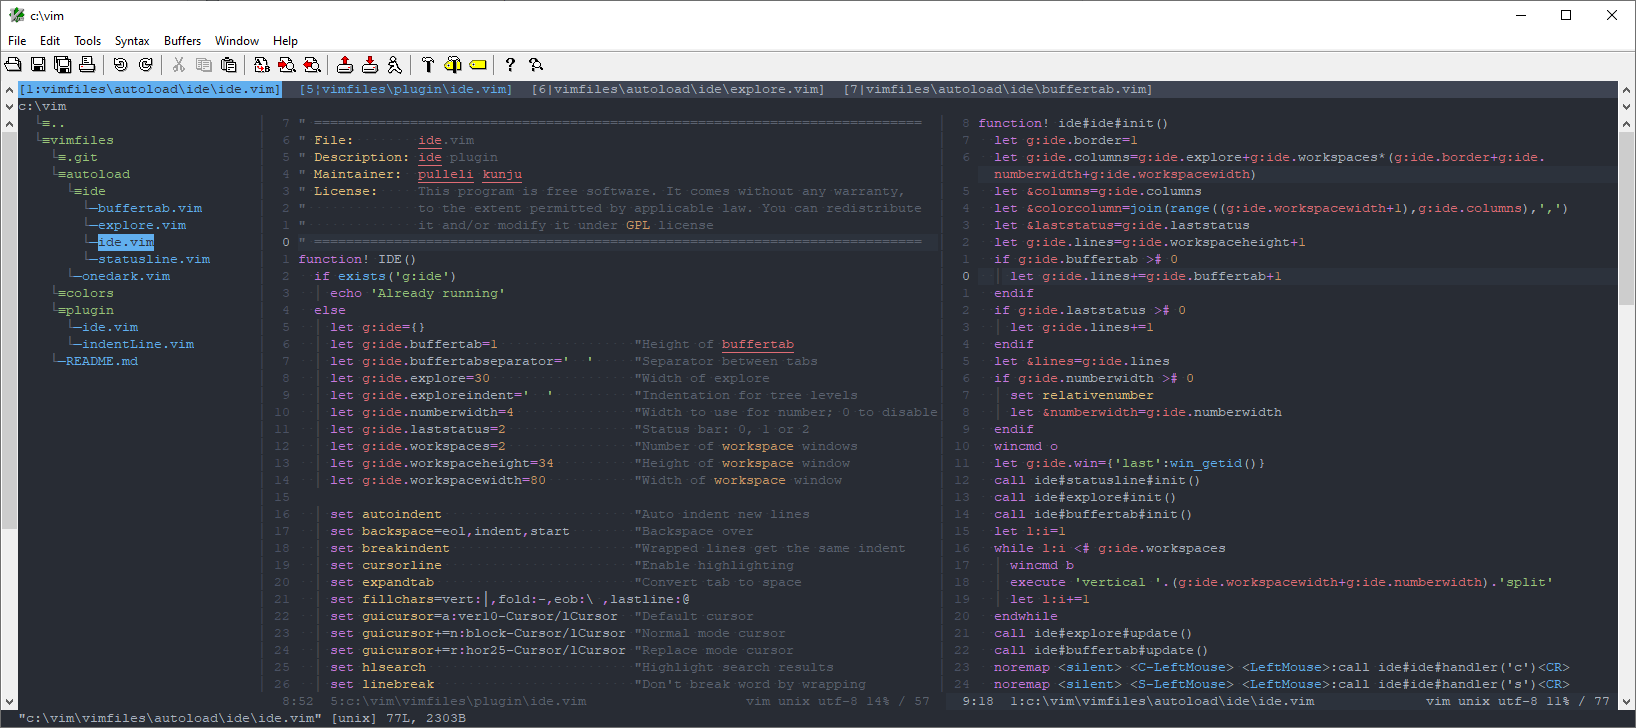 c:\vim
File Edit Tools Syntax Buffers Window Help
[1:vimfiles\autoload\ide\ide.vim] [5¦vimfiles\plugin\ide.vim] [6|vimfiles\autoload\ide\explore.vim] [7|vimfiles\autoload\ide\buffertab.vim]
c:\vim
└≡..
└≡vimfiles
└≡.git
└≡autoload
└≡ide
└─buffertab.vim
└─explore.vim
└─ide.vim
└─statusline.vim
└─onedark.vim
└≡colors
└≡plugin
└─ide.vim
└─indentLine.vim
└─README.md
7 " ============================================================================
6 " File: ide.vim
5 " Description: ide plugin
4 " Maintainer: pulleli kunju
3 " License: This program is free software. It comes without any warranty,
2 " to the extent permitted by applicable law. You can redistribute
1 " it and/or modify it under GPL license
0 " ============================================================================
1 function! IDE()
2 if exists('g:ide')
3 echo 'Already running'
4 else
5 let g:ide={}
6 let g:ide.buffertab=1 "Height of buffertab
7 let g:ide.buffertabseparator=' ' "Separator between tabs
8 let g:ide.explore=30 "Width of explore
9 let g:ide.exploreindent=' ' "Indentation for tree levels
10 let g:ide.numberwidth=4 "Width to use for number; 0 to disable
11 let g:ide.laststatus=2 "Status bar: 0, 1 or 2
12 let g:ide.workspaces=2 "Number of workspace windows
13 let g:ide.workspaceheight=34 "Height of workspace window
14 let g:ide.workspacewidth=80 "Width of workspace window
15
16 set autoindent "Auto indent new lines
17 set backspace=eol,indent,start "Backspace over
18 set breakindent "Wrapped lines get the same indent
19 set cursorline "Enable highlighting
20 set expandtab "Convert tab to space
21 set fillchars=vert:|,fold:-,eob:\ ,lastline:@
22 set guicursor=a:ver10-Cursor/lCursor "Default cursor
23 set guicursor+=n:block-Cursor/lCursor "Normal mode cursor
24 set guicursor+=r:hor25-Cursor/lCursor "Replace mode cursor
25 set hlsearch "Highlight search results
26 set linebreak "Don't break word by wrapping
8:52 5:c:\vim\vimfiles\plugin\ide.vim vim unix utf-8 14% / 57
8 function! ide#ide#init()
7 let g:ide.border=1
6 let g:ide.columns=g:ide.explore+g:ide.workspaces*(g:ide.border+g:ide.
numberwidth+g:ide.workspacewidth)
5 let &columns=g:ide.columns
4 let &colorcolumn=join(range((g:ide.workspacewidth+1),g:ide.columns),',')
3 let &laststatus=g:ide.laststatus
2 let g:ide.lines=g:ide.workspaceheight+1
1 if g:ide.buffertab ># 0
0 let g:ide.lines+=g:ide.buffertab+1
1 endif
2 if g:ide.laststatus ># 0
3 let g:ide.lines+=1
4 endif
5 let &lines=g:ide.lines
6 if g:ide.numberwidth ># 0
7 set relativenumber
8 let &numberwidth=g:ide.numberwidth
9 endif
10 wincmd o
11 let g:ide.win={'last':win_getid()}
12 call ide#statusline#init()
13 call ide#explore#init()
14 call ide#buffertab#init()
15 let l:i=1
16 while l:i <# g:ide.workspaces
17 wincmd b
18 execute 'vertical '.(g:ide.workspacewidth+g:ide.numberwidth).'split'
19 let l:i+=1
20 endwhile
21 call ide#explore#update()
22 call ide#buffertab#update()
23 noremap <silent> <C-LeftMouse> <LeftMouse>:call ide#ide#handler('c')<CR>
24 noremap <silent> <S-LeftMouse> <LeftMouse>:call ide#ide#handler('s')<CR>
9:18 1:c:\vim\vimfiles\autoload\ide\ide.vim vim unix utf-8 11% / 77
"c:\vim\vimfiles\autoload\ide\ide.vim" [unix] 77L, 2303B